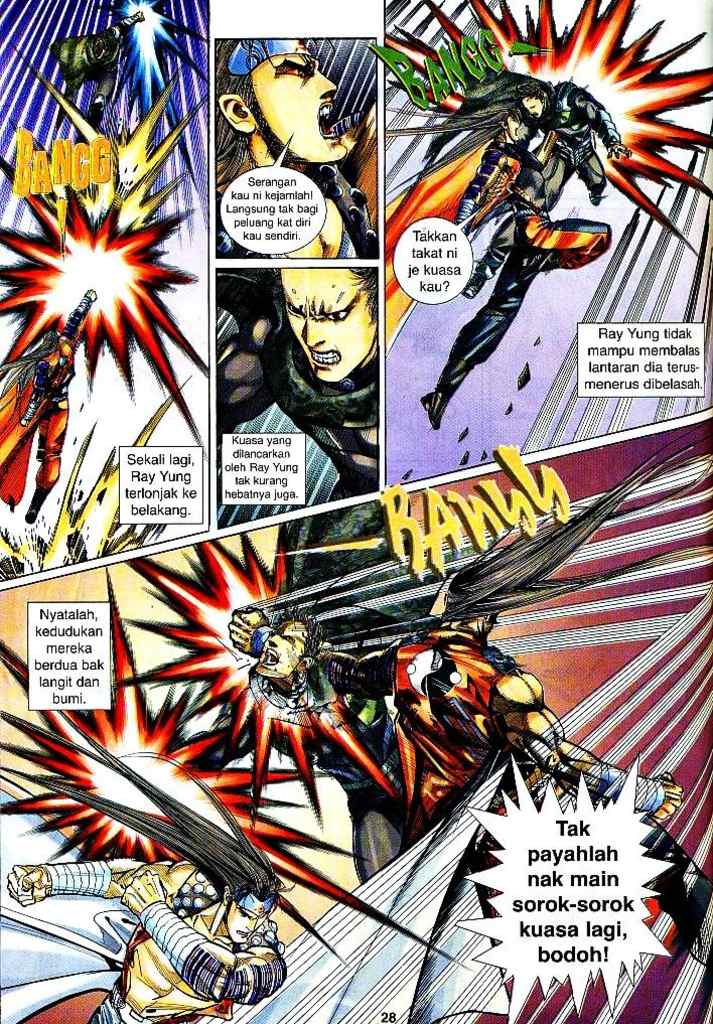 BANGG
Sekali lagi,
Ray Yung
terlonjak ke
belakang.
Serangan
kau ni kejamlah!
Langsung tak bagi
peluang kat diri
kau sendiri.
Kuasa yang
dilancarkan
oleh Ray Yung
tak kurang
hebatnya juga.
BANGG
Takkan
takat ni
je kuasa
kau?
Ray Yung tidak
mampu membalas
lantaran dia terus-
menerus dibelasah.
BANGG
Nyatalah,
kedudukan
mereka
berdua bak
langit dan
bumi.
Tak
payahlah
nak main
sorok-sorok
kuasa lagi,
bodoh!
28